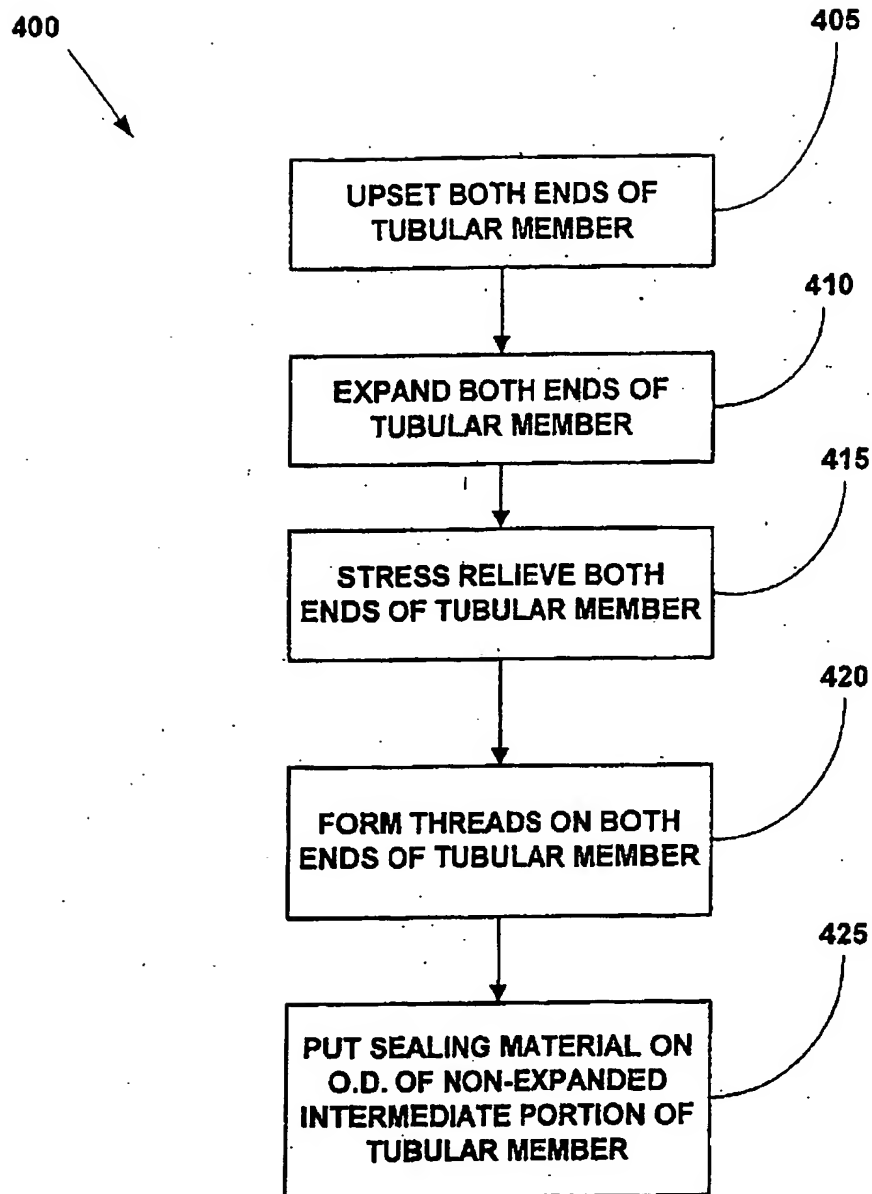 400
405
UPSET BOTH ENDS OF
TUBULAR MEMBER
410
EXPAND BOTH ENDS OF
TUBULAR MEMBER
415
STRESS RELIEVE BOTH
ENDS OF TUBULAR MEMBER
420
FORM THREADS ON BOTH
ENDS OF TUBULAR MEMBER
425
PUT SEALING MATERIAL ON
O.D. OF NON-EXPANDED
INTERMEDIATE PORTION OF
TUBULAR MEMBER